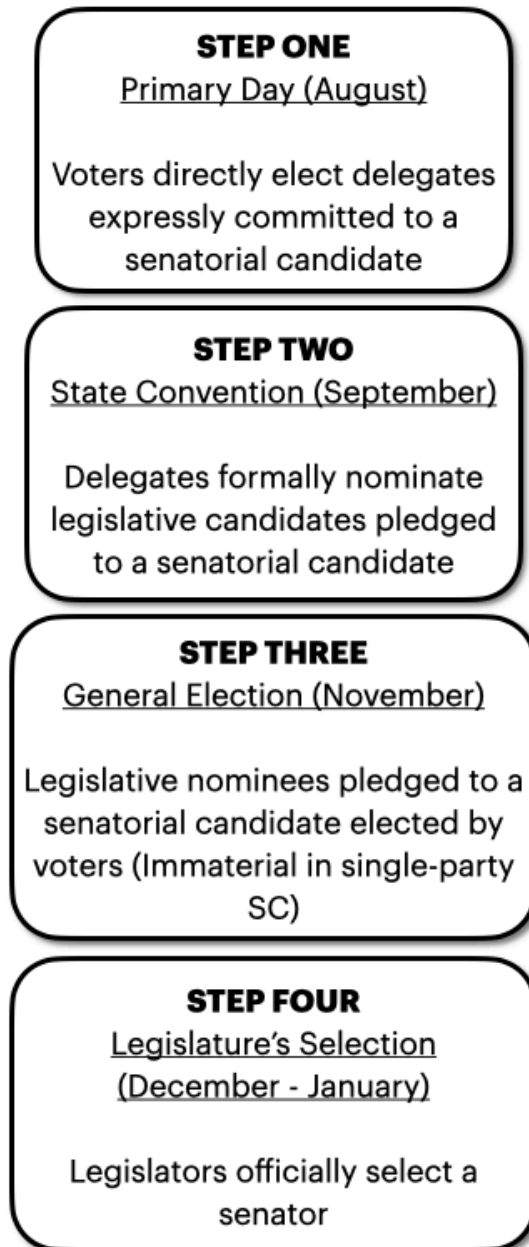 STEP ONE
Primary Day (August)
Voters directly elect delegates
expressly committed to a
senatorial candidate
STEP TWO
State Convention (September)
Delegates formally nominate
legislative candidates pledged
to a senatorial candidate
STEP THREE
General Election (November)
Legislative nominees pledged to a
senatorial candidate elected by
voters (Immaterial in single-party
SC)
STEP FOUR
Legislature’s Selection
(December - January)
Legislators officially select a
senator